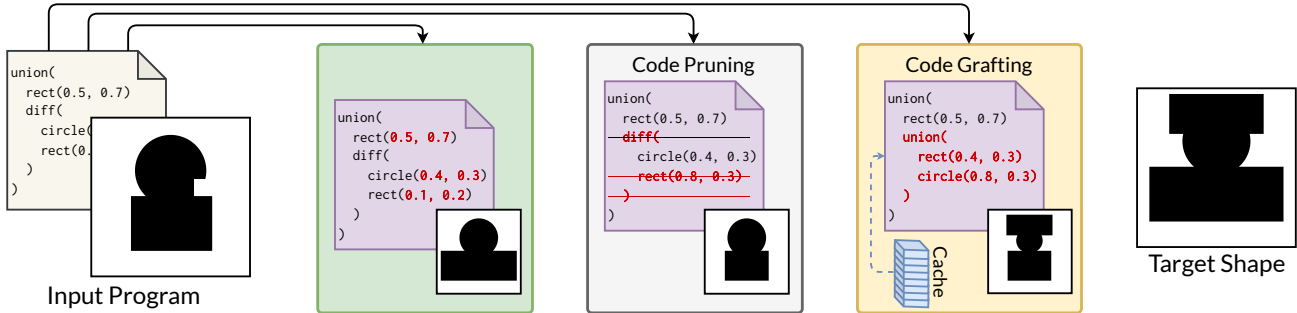 union(
rect(0.5, 0.7)
diff(
circle(
rect(0.
)
)
Input Program
union(
rect(0.5, 0.7)
diff(
circle(0.4, 0.3)
rect(0.1, 0.2)
)
)
Code Pruning
union(
rect(0.5, 0.7)
diff(
circle(0.4, 0.3)
rect(0.8, 0.3)
)
)
Code Grafting
union(
rect(0.5, 0.7)
union(
rect(0.4, 0.3)
circle(0.8, 0.3)
)
)
Cache
Target Shape